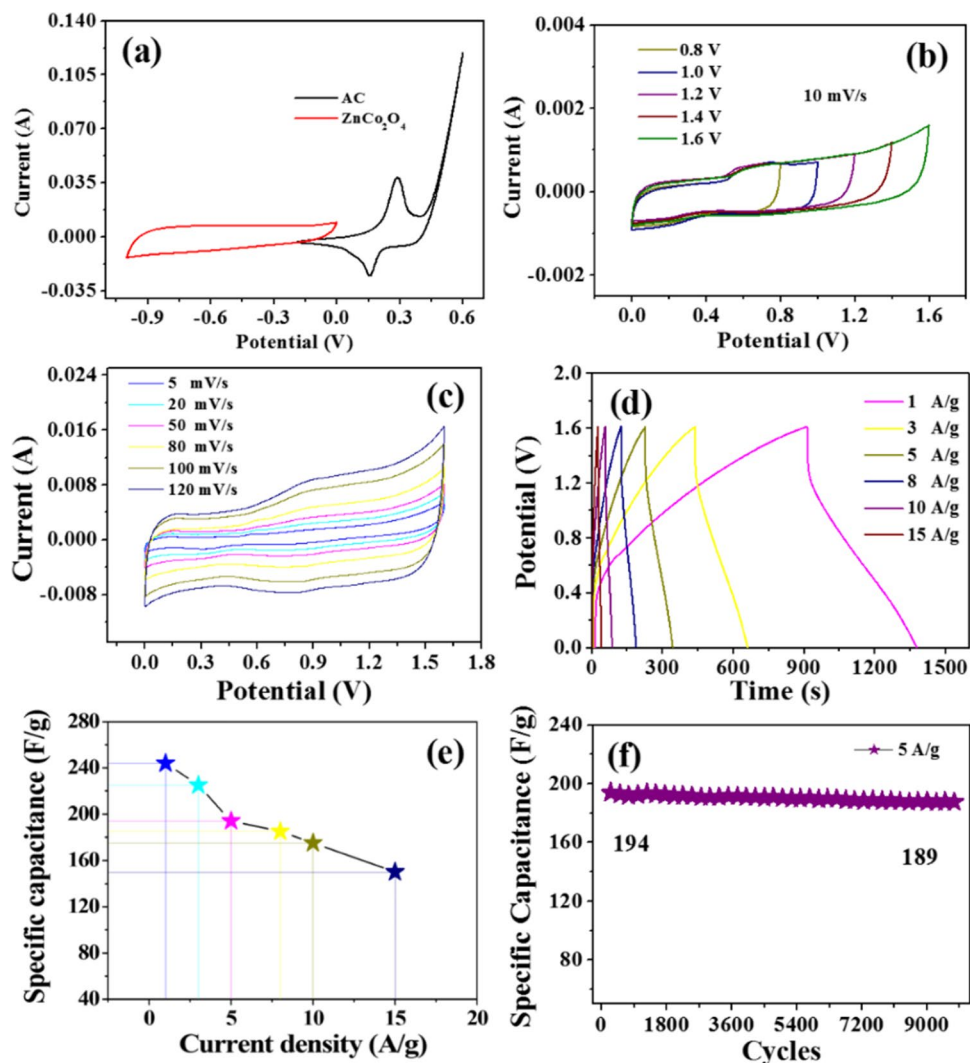 (a)
0.140
0.105
0.070
0.035
0.000
-0.035
Current (A)
AC
ZnCo2O4
-0.9 -0.6 -0.3 0.0 0.3 0.6
Potential (V)
(b)
0.004
0.002
0.000
-0.002
Current (A)
0.8 V
1.0 V
1.2 V
1.4 V
1.6 V
10 mV/s
0.0 0.4 0.8 1.2 1.6
Potential (V)
(c)
0.024
0.016
0.008
0.000
-0.008
Current (A)
5 mV/s
20 mV/s
50 mV/s
80 mV/s
100 mV/s
120 mV/s
0.0 0.3 0.6 0.9 1.2 1.5 1.8
Potential (V)
(d)
2.0
1.6
1.2
0.8
0.4
0.0
Potential (V)
1 A/g
3 A/g
5 A/g
8 A/g
10 A/g
15 A/g
0 300 600 900 1200 1500
Time (s)
(e)
280
240
200
160
120
80
40
Specific capacitance (F/g)
0 5 10 15 20
Current density (A/g)
(f)
240
200
160
120
80
Specific Capacitance (F/g)
5 A/g
194
189
0 1800 3600 5400 7200 9000
Cycles